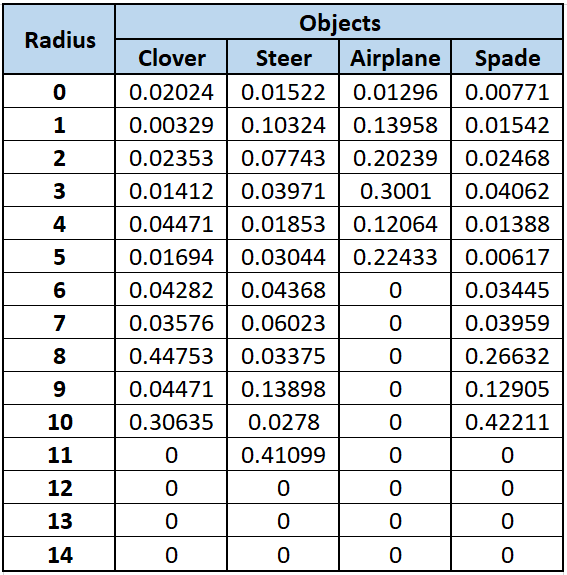 Radius Objects
Clover Steer Airplane Spade
0 0.02024 0.01522 0.01296 0.00771
1 0.00329 0.10324 0.13958 0.01542
2 0.02353 0.07743 0.20239 0.02468
3 0.01412 0.03971 0.3001 0.04062
4 0.04471 0.01853 0.12064 0.01388
5 0.01694 0.03044 0.22433 0.00617
6 0.04282 0.04368 0 0.03445
7 0.03576 0.06023 0 0.03959
8 0.44753 0.03375 0 0.26632
9 0.04471 0.13898 0 0.12905
10 0.30635 0.0278 0 0.42211
11 0 0.41099 0 0
12 0 0 0 0
13 0 0 0 0
14 0 0 0 0